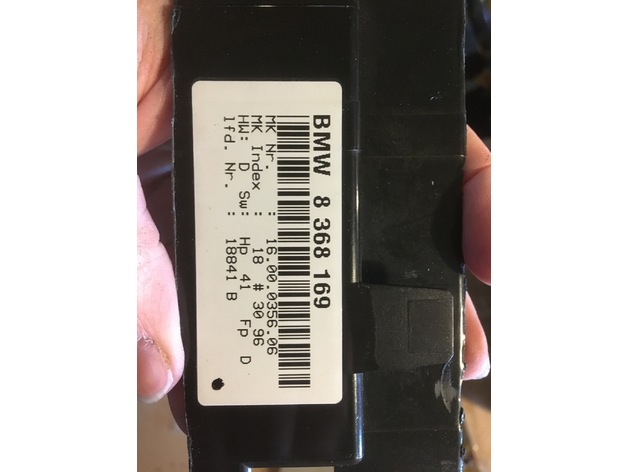 BMW 8 368 169
MK Nr. : 16.00.0356.06
MK Index : 18 # 30 96
HW: D Sw: Hp 41 Fp D
lfd. Nr. : 18841 B